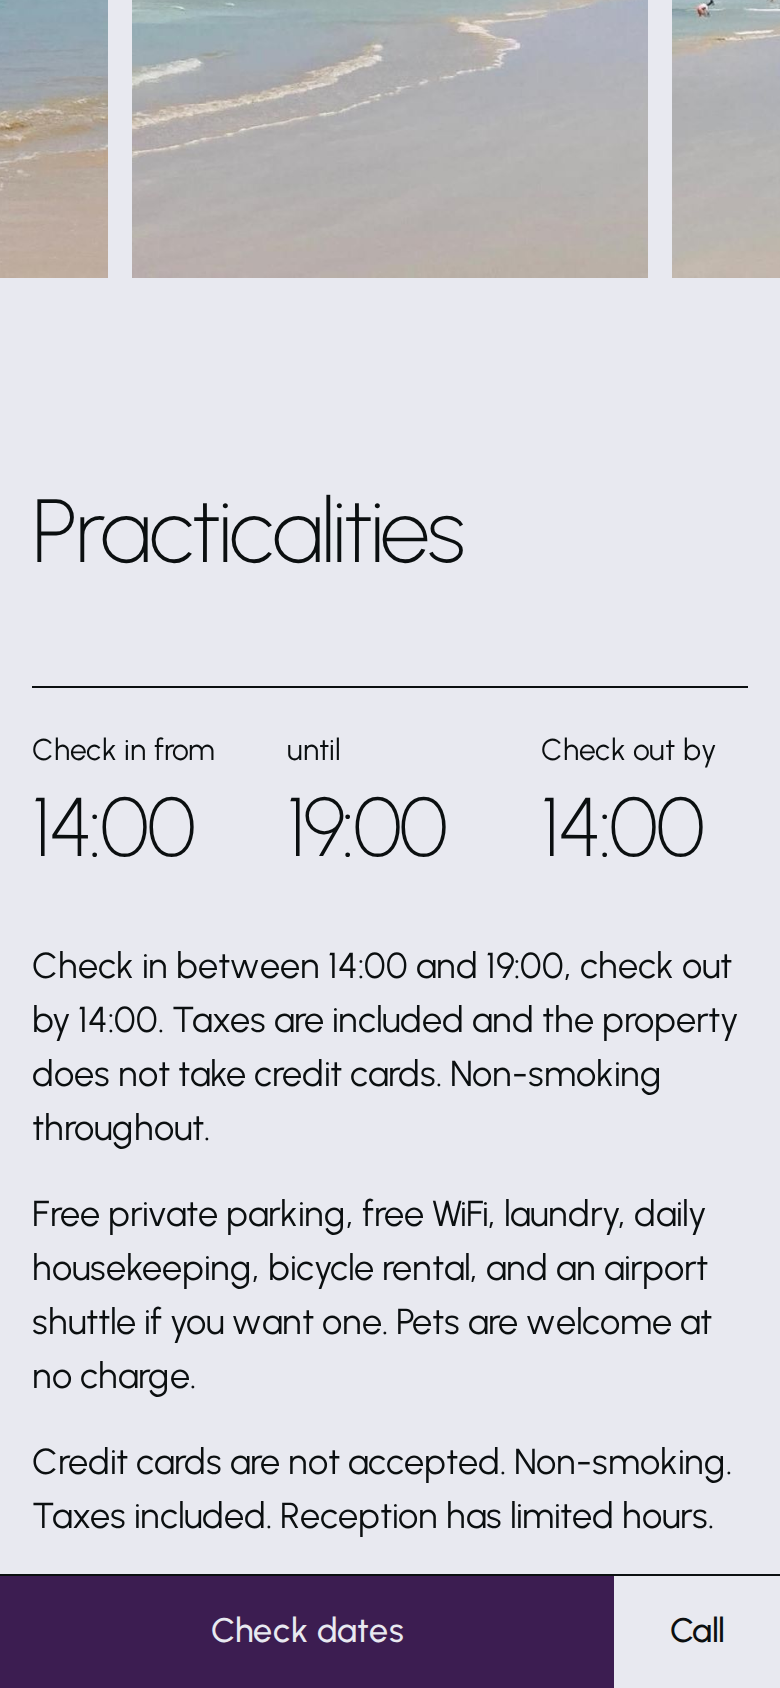 Practicalities
Check in from
until
Check out by
14:00
19:00
14:00
Check in between 14:00 and 19:00, check out
by 14:00. Taxes are included and the property
does not take credit cards. Non-smoking
throughout.
Free private parking, free WiFi, laundry, daily
housekeeping, bicycle rental, and an airport
shuttle if you want one. Pets are welcome at
no charge.
Credit cards are not accepted. Non-smoking.
Taxes included. Reception has limited hours.
Check dates
Call